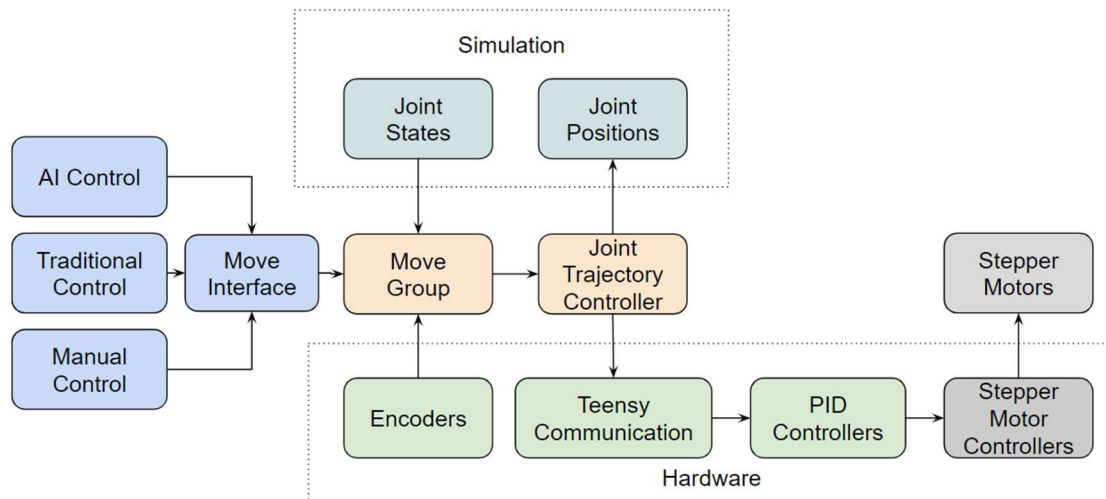 Simulation
Joint
States
Joint
Positions
AI Control
Traditional
Control
Move
Interface
Move
Group
Joint
Trajectory
Controller
Stepper
Motors
Manual
Control
Encoders
Teensy
Communication
PID
Controllers
Stepper
Motor
Controllers
Hardware